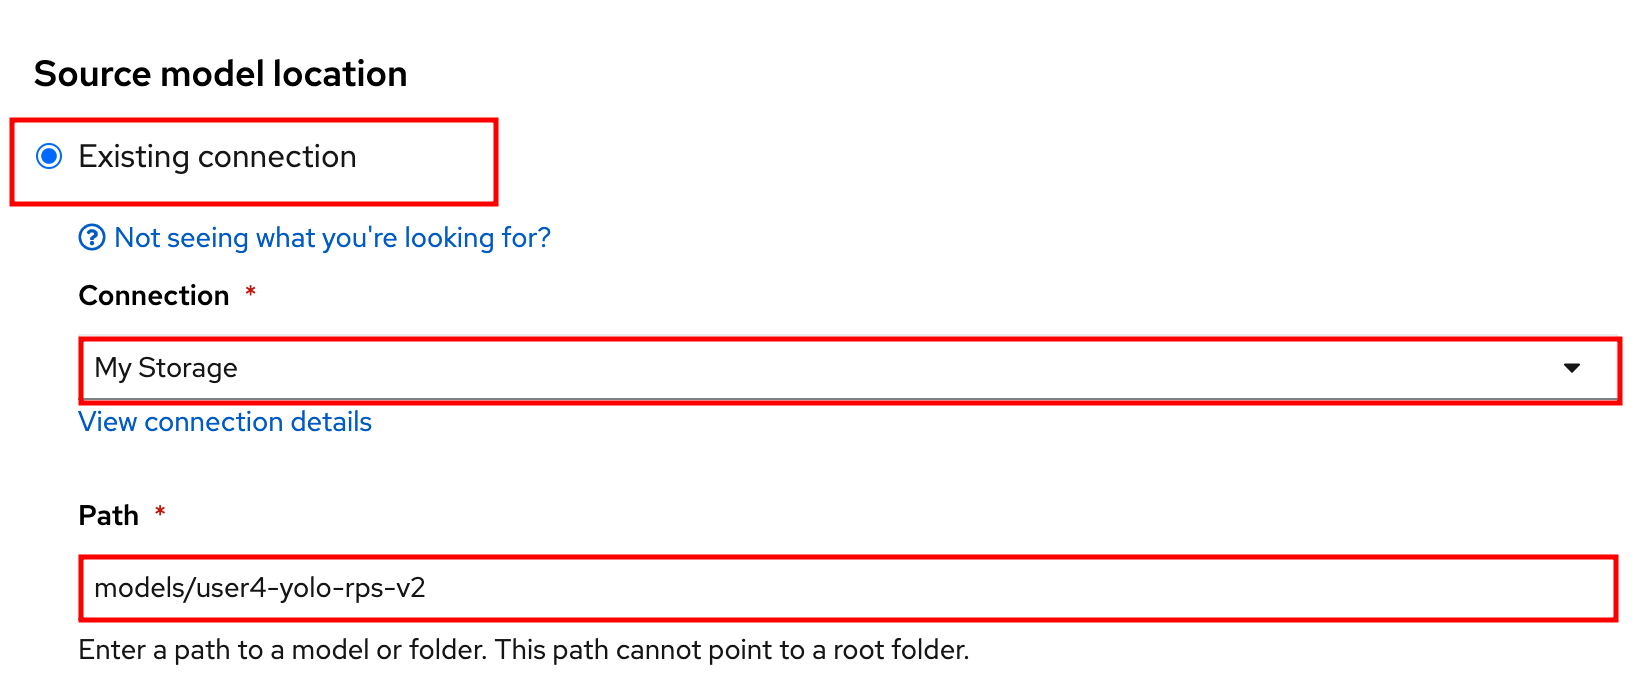 Source model location
Existing connection
Not seeing what you're looking for?
Connection *
My Storage
View connection details
Path *
models/user4-yolo-rps-v2
Enter a path to a model or folder. This path cannot point to a root folder.